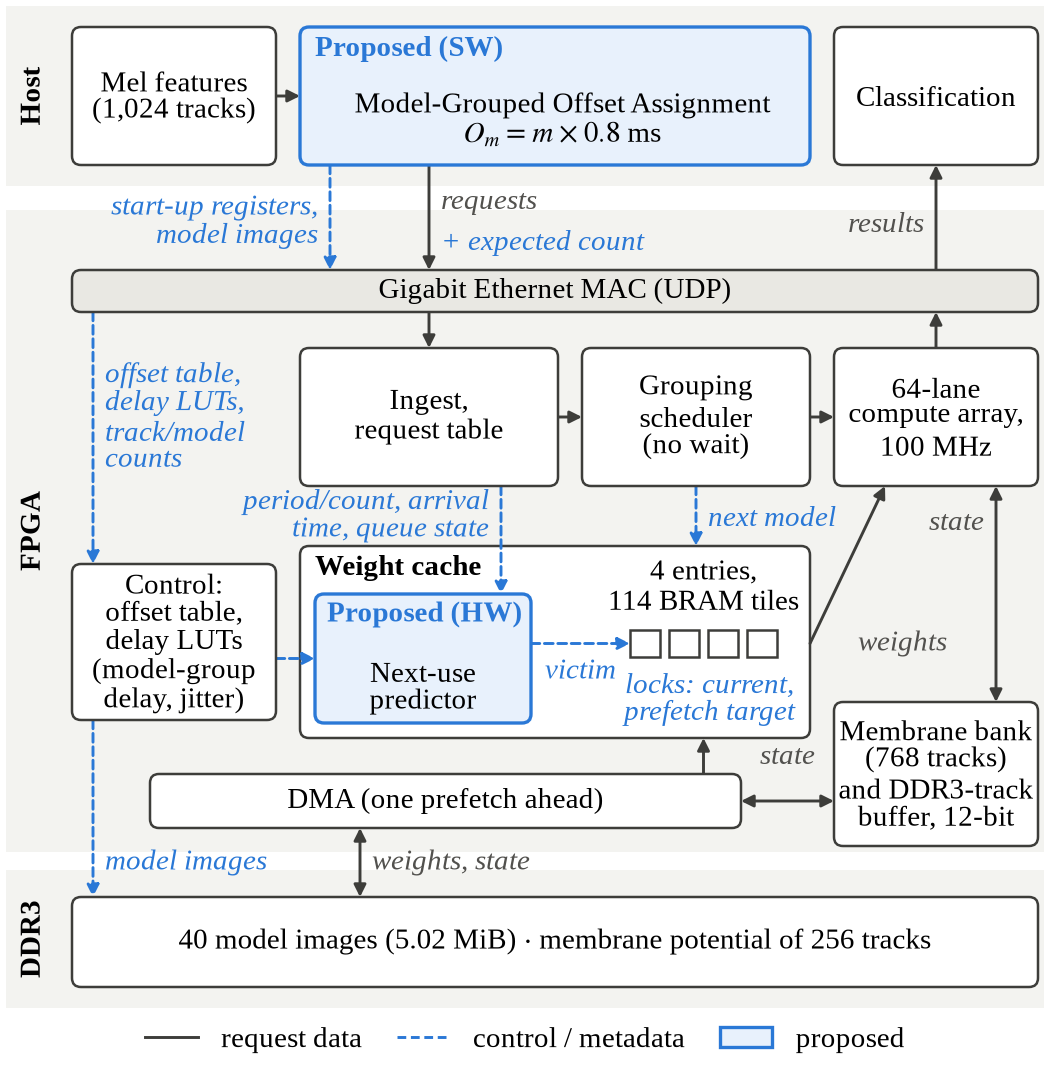 Host
Mel features
(1,024 tracks)
Proposed (SW)
Model-Grouped Offset Assignment
Oₘ = m × 0.8 ms
Classification
start-up registers,
model images
requests
+ expected count
results
FPGA
Gigabit Ethernet MAC (UDP)
offset table,
delay LUTs,
track/model
counts
Ingest,
request table
Grouping
scheduler
(no wait)
64-lane
compute array,
100 MHz
period/count, arrival
time, queue state
next model
state
Control:
offset table,
delay LUTs
(model-group
delay, jitter)
Weight cache
4 entries,
114 BRAM tiles
Proposed (HW)
Next-use
predictor
victim
locks: current,
prefetch target
weights
state
DMA (one prefetch ahead)
Membrane bank
(768 tracks)
and DDR3-track
buffer, 12-bit
model images
weights, state
DDR3
40 model images (5.02 MiB) · membrane potential of 256 tracks
request data
control / metadata
proposed